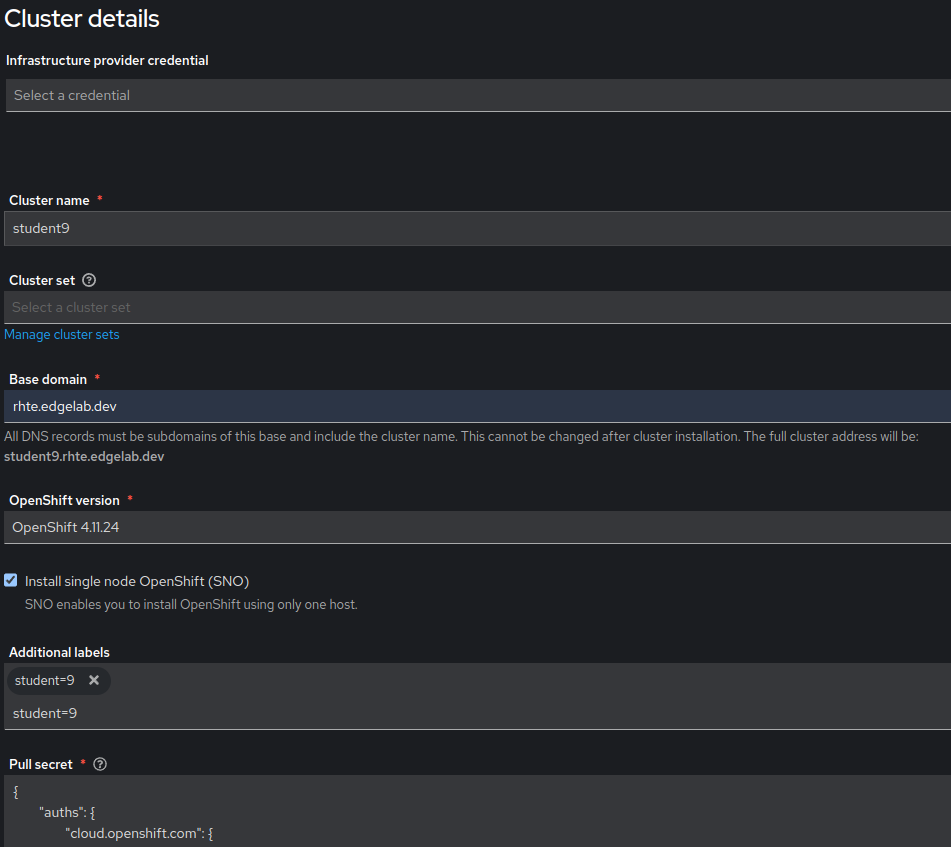 Cluster details
Infrastructure provider credential
Select a credential
Cluster name *
student9
Cluster set
Select a cluster set
Manage cluster sets
Base domain *
rhte.edgelab.dev
All DNS records must be subdomains of this base and include the cluster name. This cannot be changed after cluster installation. The full cluster address will be:
student9.rhte.edgelab.dev
OpenShift version *
OpenShift 4.11.24
Install single node OpenShift (SNO)
SNO enables you to install OpenShift using only one host.
Additional labels
student=9
student=9
Pull secret *
{
"auths": {
"cloud.openshift.com": {